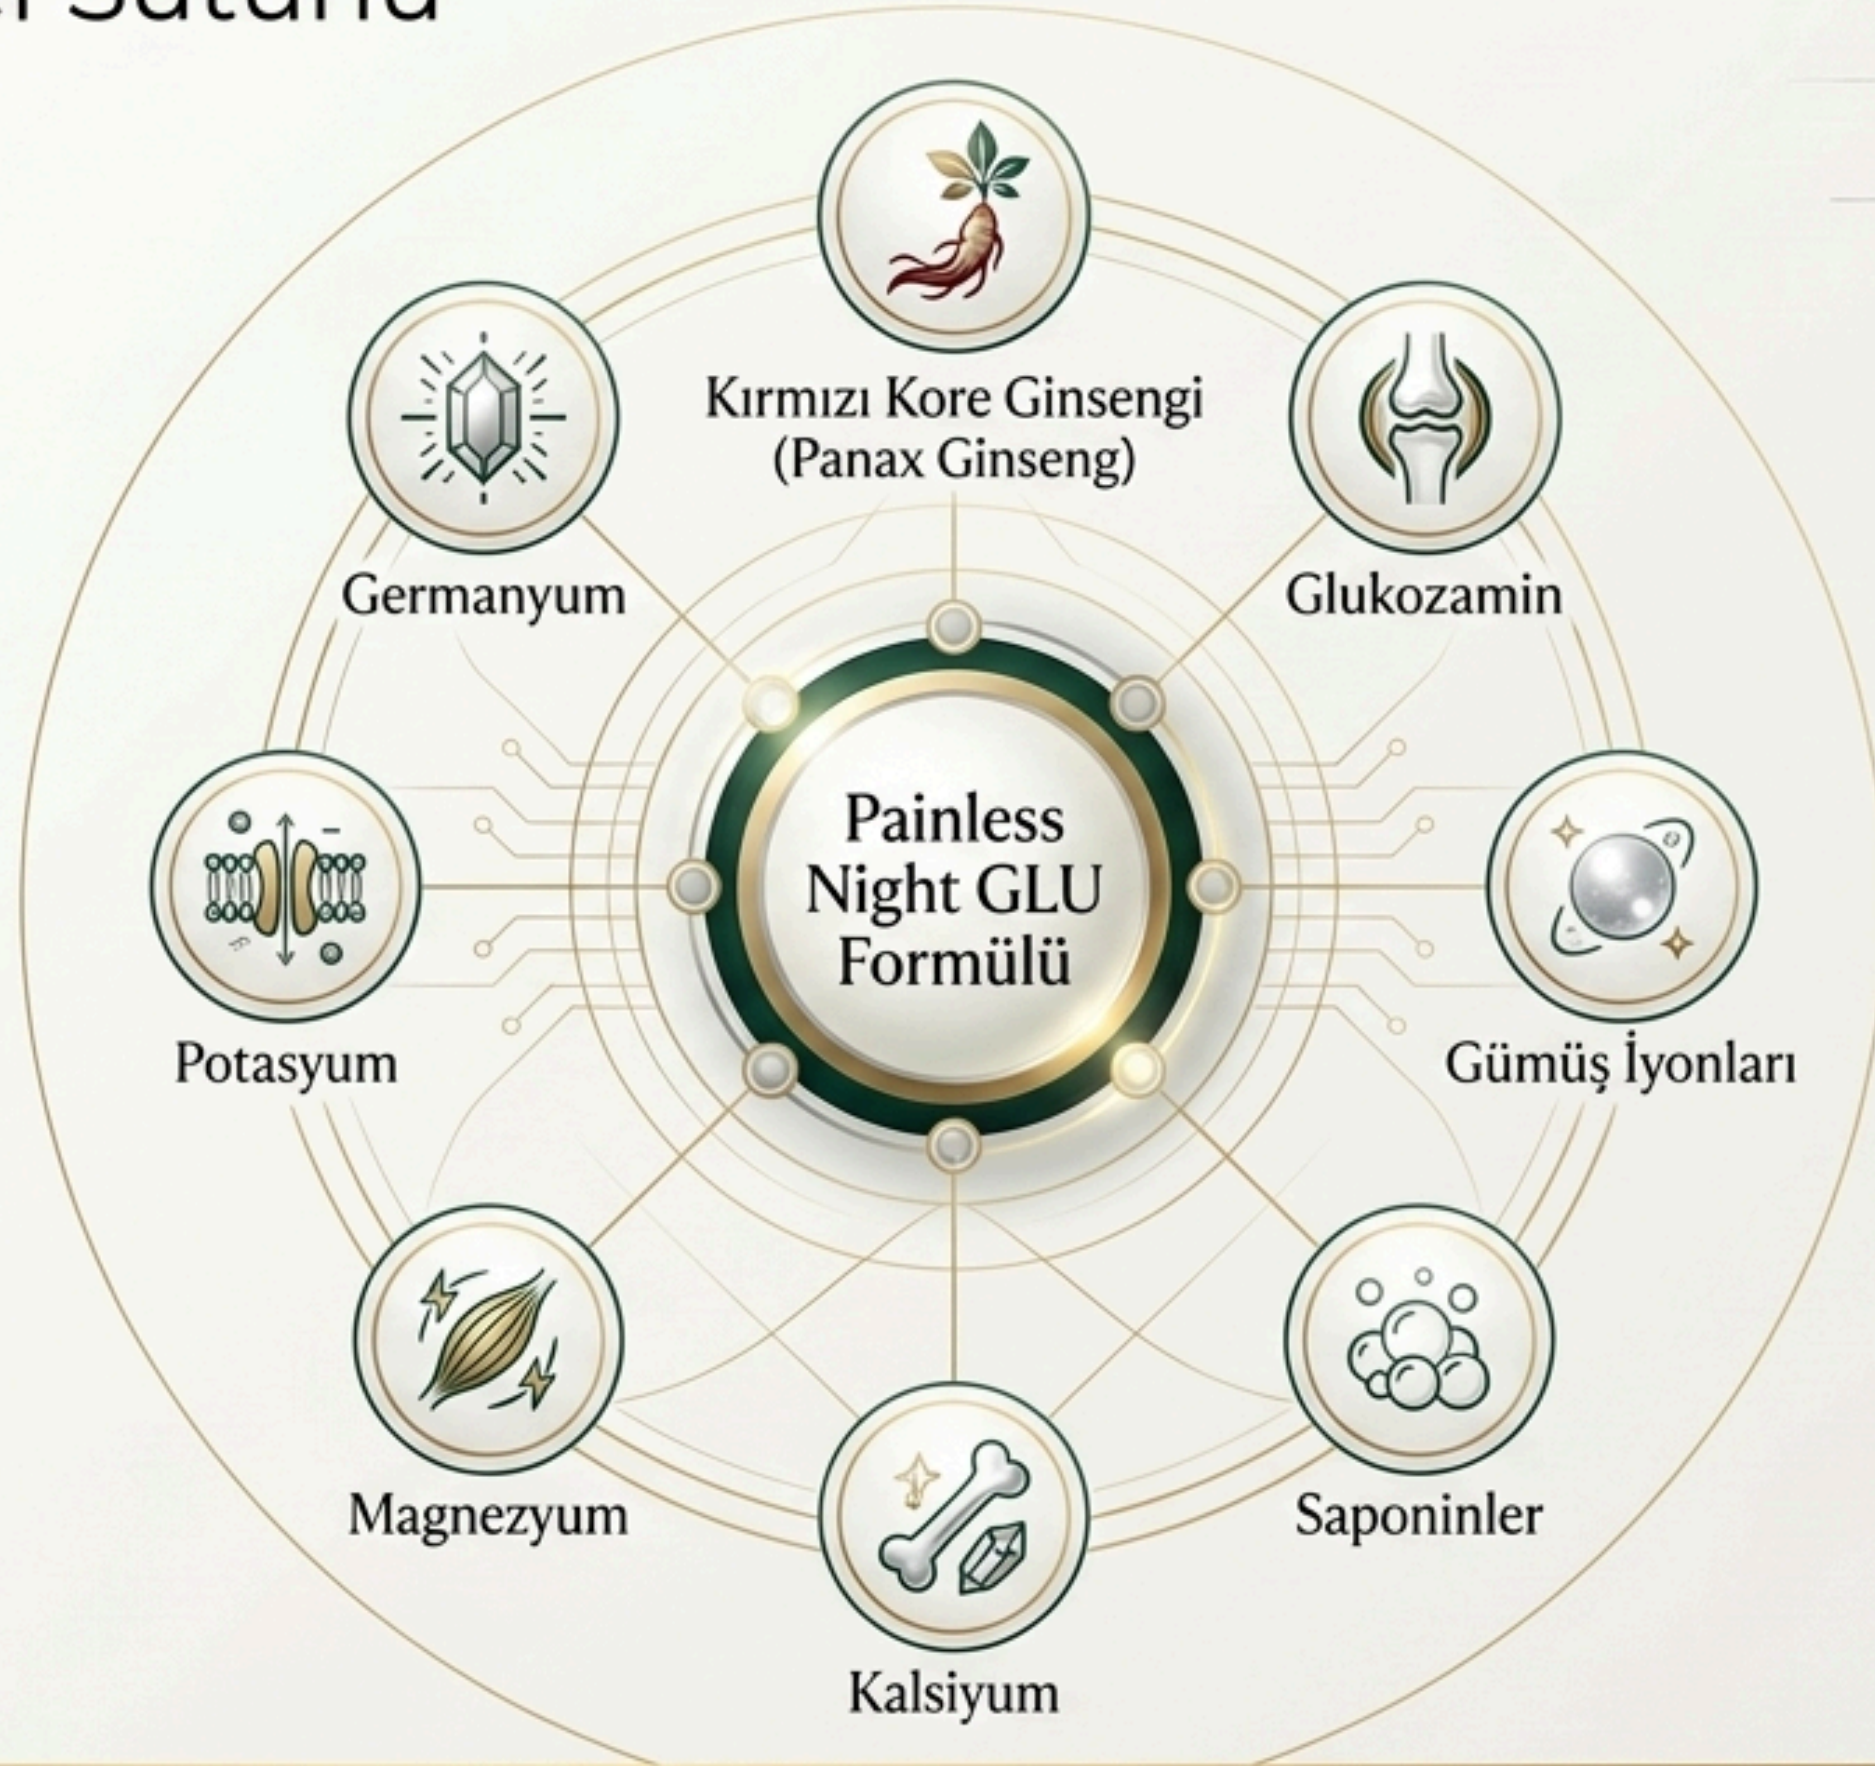 Kırmızı Kore Ginsengi
(Panax Ginseng)
Germanyum
Glukozamin
Painless
Night GLU
Formülü
Potasyum
Gümüş İyonları
Magnezyum
Saponinler
Kalsiyum